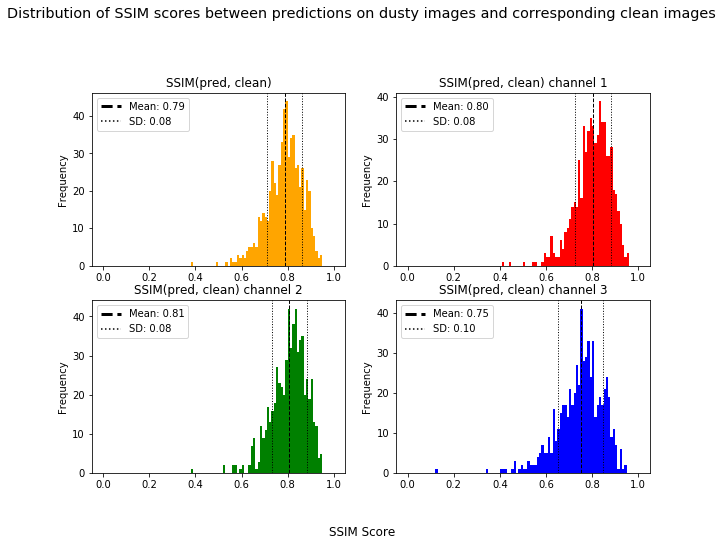 Distribution of SSIM scores between predictions on dusty images and corresponding clean images
SSIM(pred, clean)
Frequency
40
30
20
10
0
Mean: 0.79
SD: 0.08
0.0 0.2 0.4 0.6 0.8 1.0
SSIM(pred, clean) channel 1
Frequency
40
30
20
10
0
Mean: 0.80
SD: 0.08
0.0 0.2 0.4 0.6 0.8 1.0
SSIM(pred, clean) channel 2
Frequency
40
30
20
10
0
Mean: 0.81
SD: 0.08
0.0 0.2 0.4 0.6 0.8 1.0
SSIM(pred, clean) channel 3
Frequency
40
30
20
10
0
Mean: 0.75
SD: 0.10
0.0 0.2 0.4 0.6 0.8 1.0
SSIM Score